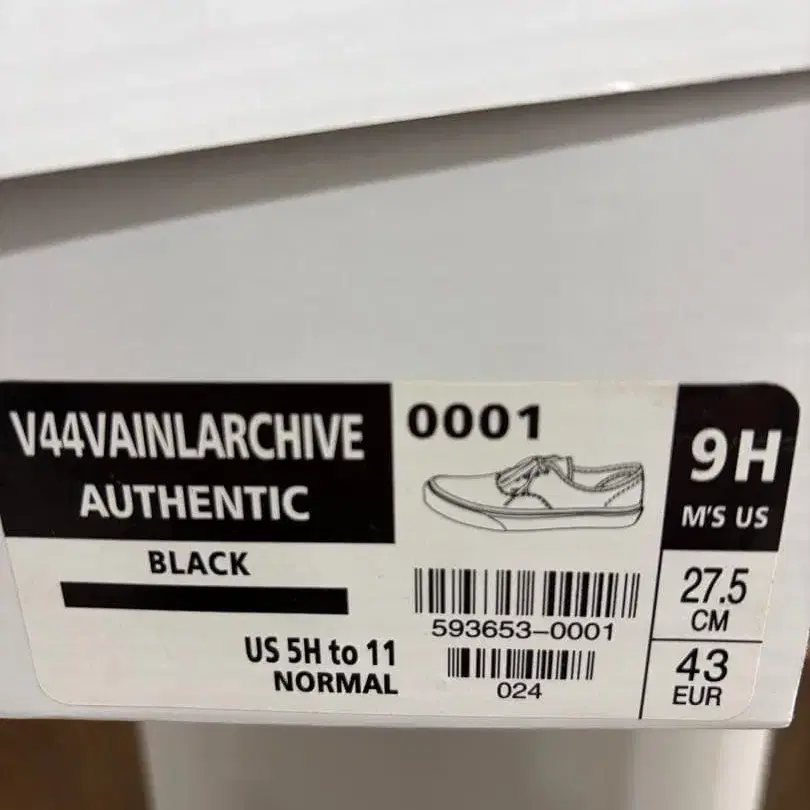 V44VAINLARCHIVE
AUTHENTIC
BLACK
US 5H to 11
NORMAL
0001
593653-0001
024
9H
M'S US
27.5
CM
43
EUR